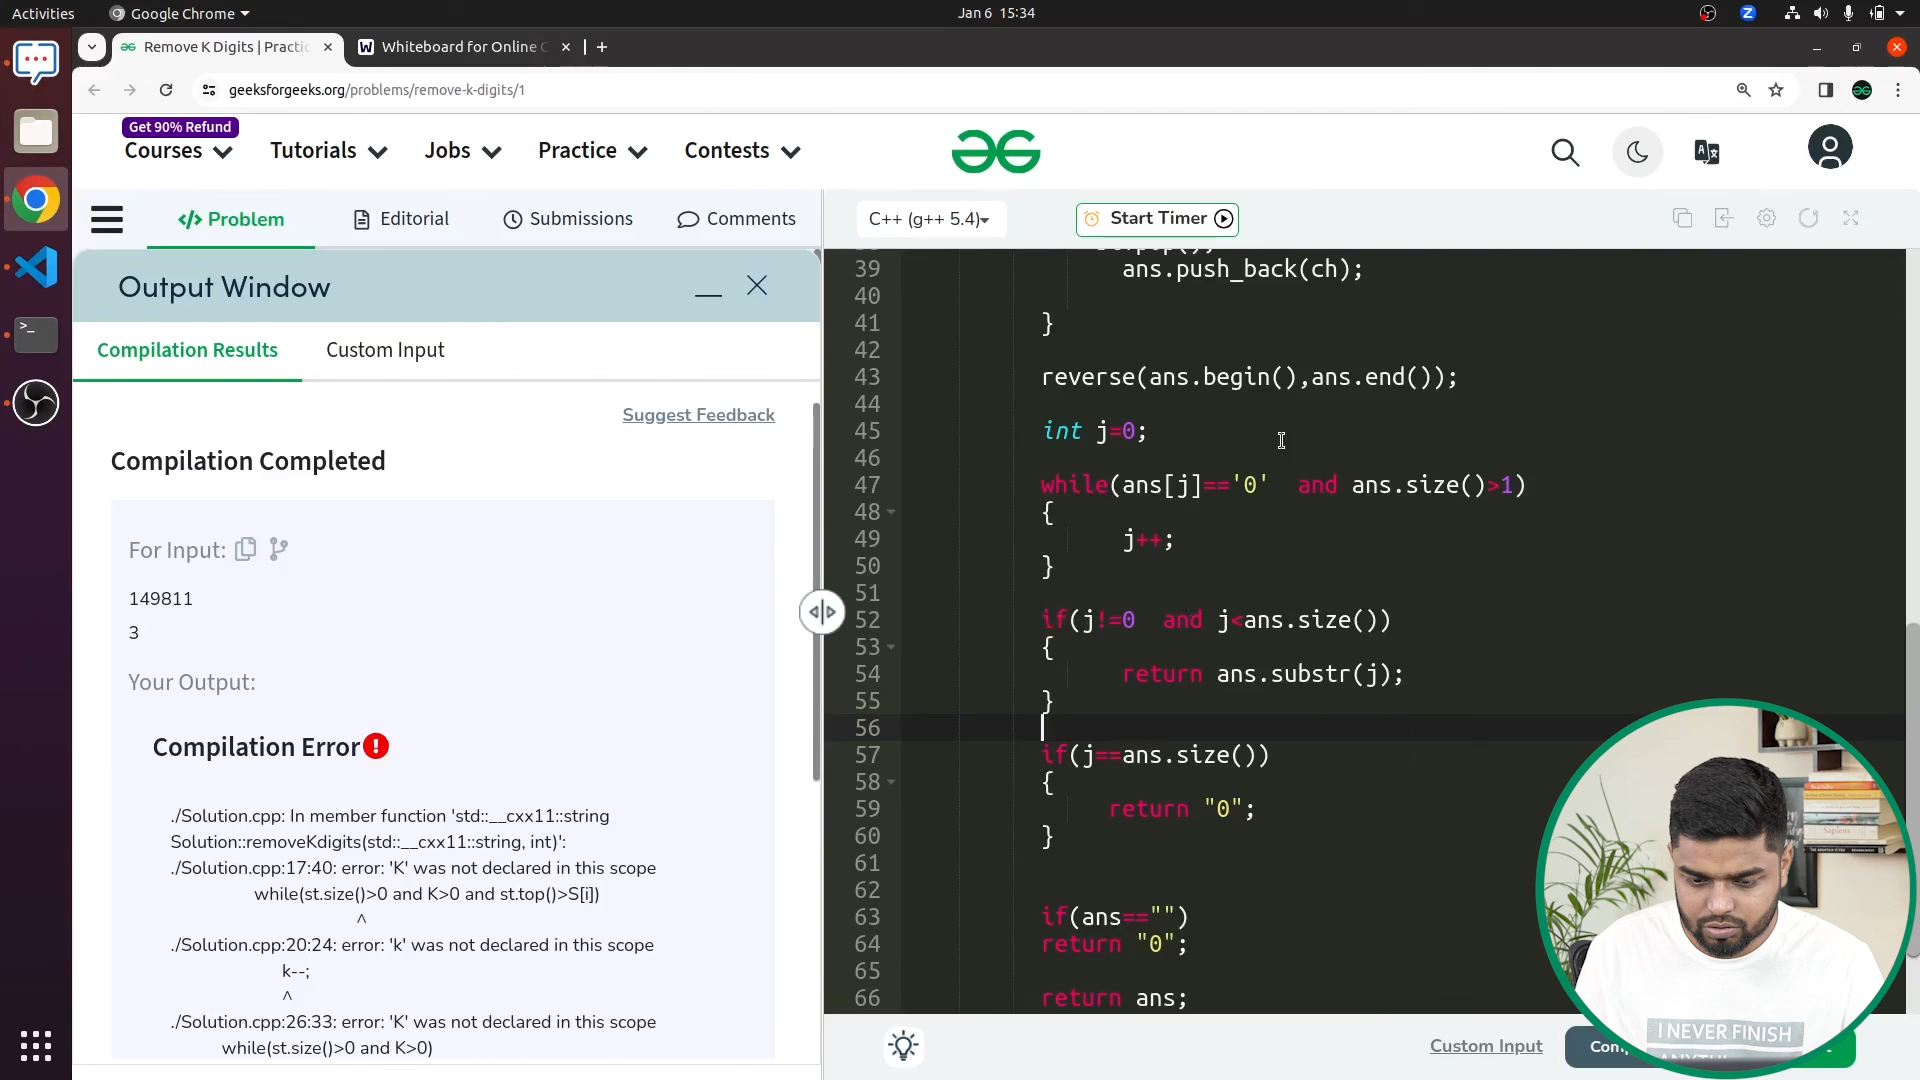 Activities
Google Chrome
Jan 6 15:34
Remove K Digits | Practic
Whiteboard for Online C
geeksforgeeks.org/problems/remove-k-digits/1
Get 90% Refund
Courses
Tutorials
Jobs
Practice
Contests
Problem
Editorial
Submissions
Comments
C++ (g++ 5.4)
Start Timer
Output Window
Compilation Results
Custom Input
Suggest Feedback
Compilation Completed
For Input:
149811
3
Your Output:
Compilation Error
./Solution.cpp: In member function 'std::__cxx11::string
Solution::removeKdigits(std::__cxx11::string, int)':
./Solution.cpp:17:40: error: 'K' was not declared in this scope
while(st.size()>0 and K>0 and st.top()>S[i])
^
./Solution.cpp:20:24: error: 'k' was not declared in this scope
k--;
^
./Solution.cpp:26:33: error: 'K' was not declared in this scope
while(st.size()>0 and K>0)
39 ans.push_back(ch);
40
41 }
42
43 reverse(ans.begin(),ans.end());
44
45 int j=0;
46
47 while(ans[j]=='0'  and ans.size()>1)
48 {
49 j++;
50 }
51
52 if(j!=0  and j<ans.size())
53 {
54 return ans.substr(j);
55 }
56
57 if(j==ans.size())
58 {
59 return "0";
60 }
61
62
63 if(ans=="")
64 return "0";
65
66 return ans;
Custom Input
I NEVER FINISH